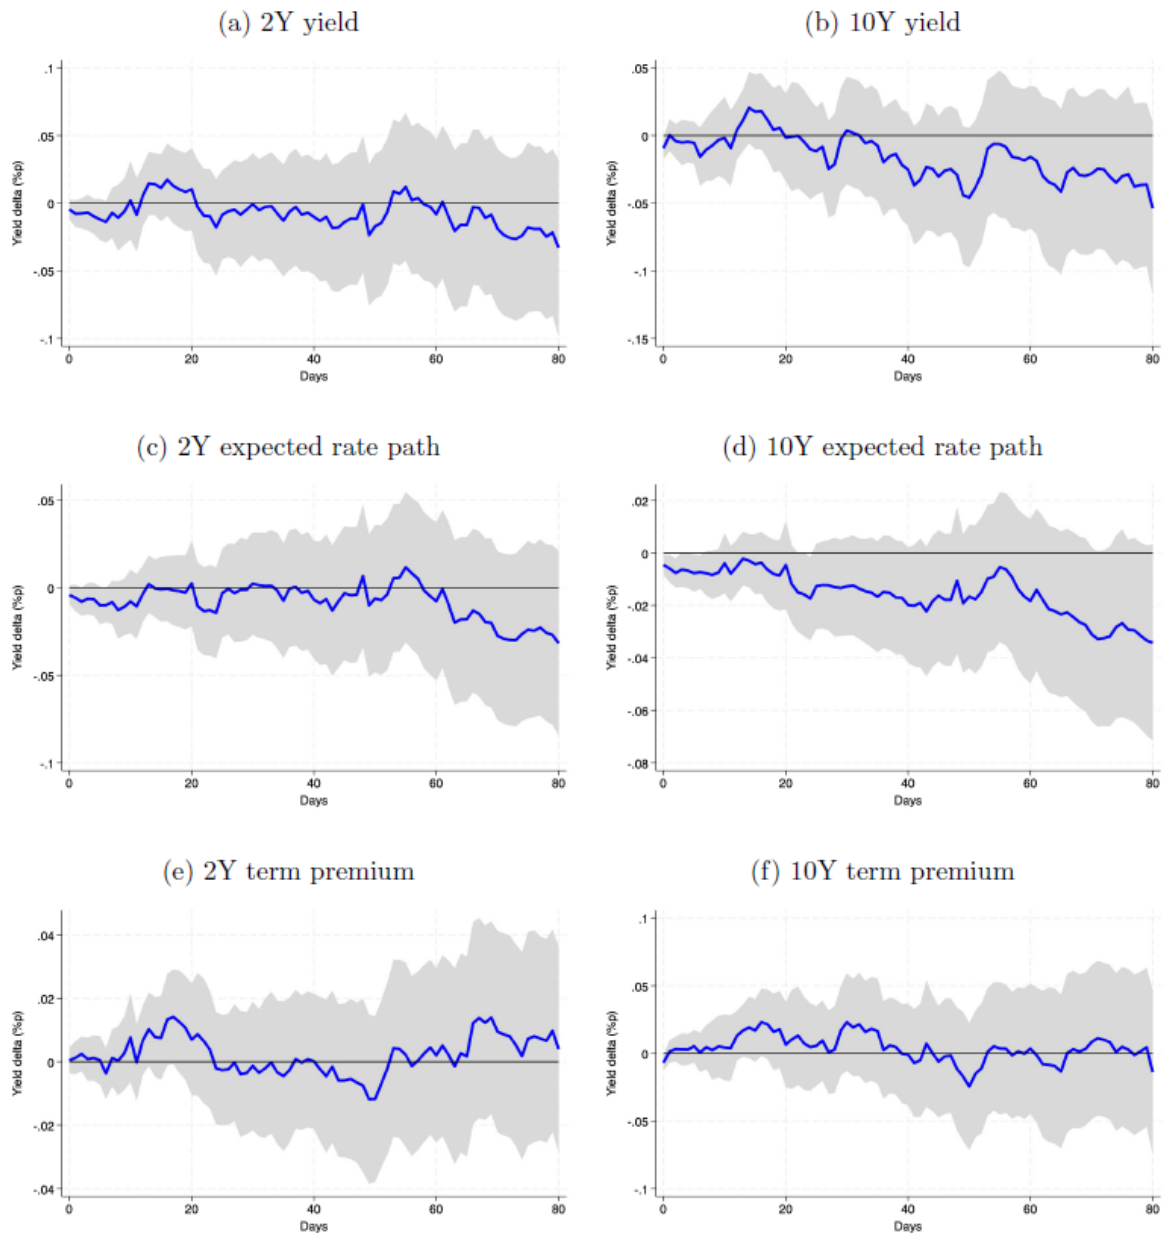 (a) 2Y yield
.1
.05
0
-.05
-.1
Yield delta (%p)
0 20 40 60 80
Days
(b) 10Y yield
.05
0
-.05
-.1
-.15
Yield delta (%p)
0 20 40 60 80
Days
(c) 2Y expected rate path
.05
0
-.05
-.1
Yield delta (%p)
0 20 40 60 80
Days
(d) 10Y expected rate path
.02
0
-.02
-.04
-.06
-.08
Yield delta (%p)
0 20 40 60 80
Days
(e) 2Y term premium
.04
.02
0
-.02
-.04
Yield delta (%p)
0 20 40 60 80
Days
(f) 10Y term premium
.1
.05
0
-.05
-.1
Yield delta (%p)
0 20 40 60 80
Days